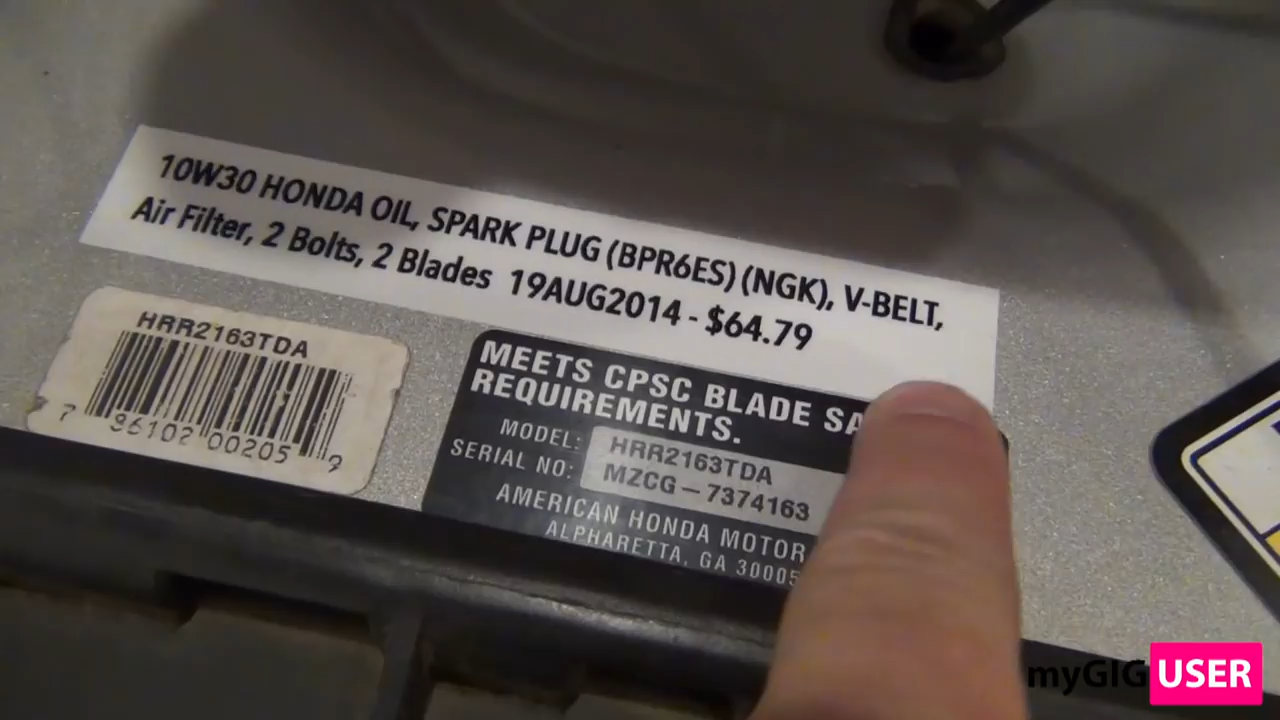 10W30 HONDA OIL, SPARK PLUG (BPR6ES) (NGK), V-BELT,
Air Filter, 2 Bolts, 2 Blades 19AUG2014 - $64.79
HRR2163TDA
7 96102 00205 9
MEETS CPSC BLADE
REQUIREMENTS.
MODEL: HRR2163TDA
SERIAL NO: MZCG-7374163
AMERICAN HONDA MOTOR
ALPHARETTA, GA 30005
myGIG USER